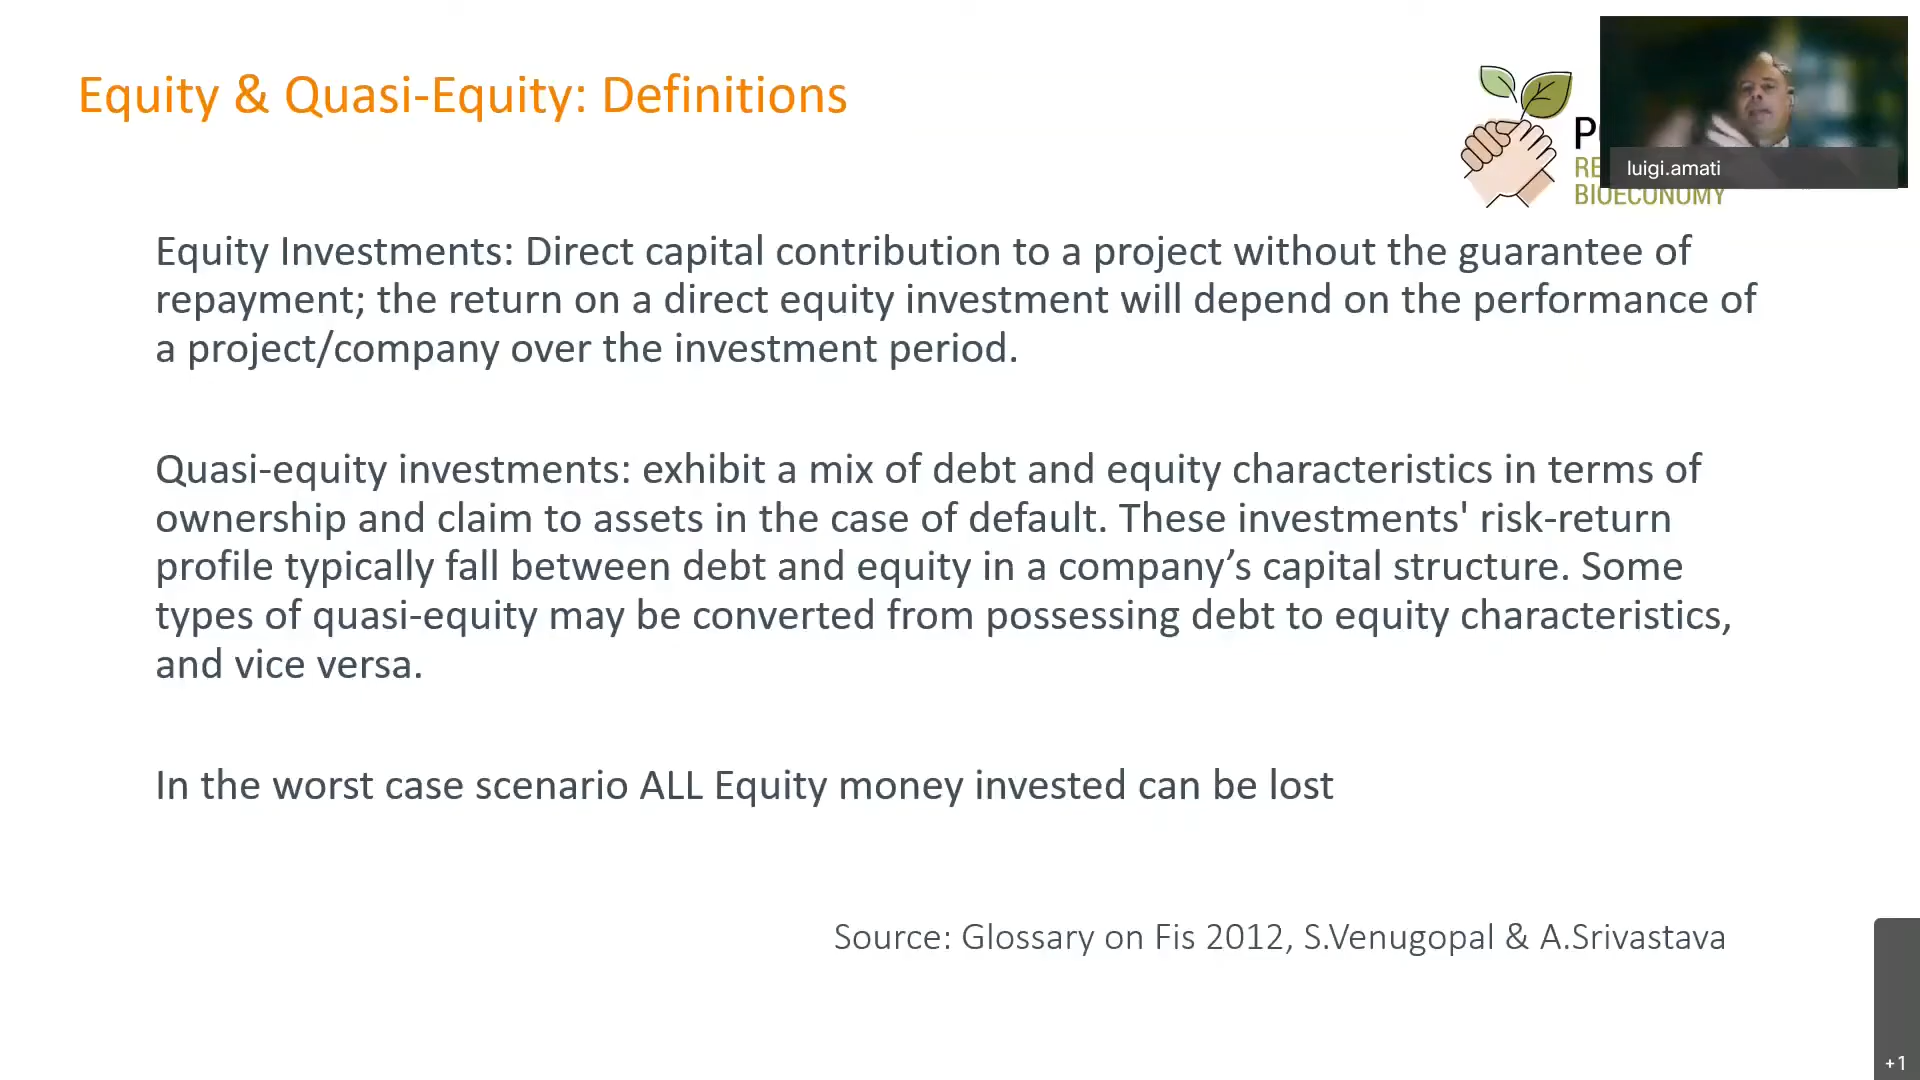 Equity & Quasi-Equity: Definitions
luigi.amati
BIOECONOMY
Equity Investments: Direct capital contribution to a project without the guarantee of
repayment; the return on a direct equity investment will depend on the performance of
a project/company over the investment period.
Quasi-equity investments: exhibit a mix of debt and equity characteristics in terms of
ownership and claim to assets in the case of default. These investments' risk-return
profile typically fall between debt and equity in a company’s capital structure. Some
types of quasi-equity may be converted from possessing debt to equity characteristics,
and vice versa.
In the worst case scenario ALL Equity money invested can be lost
Source: Glossary on Fis 2012, S.Venugopal & A.Srivastava
+1